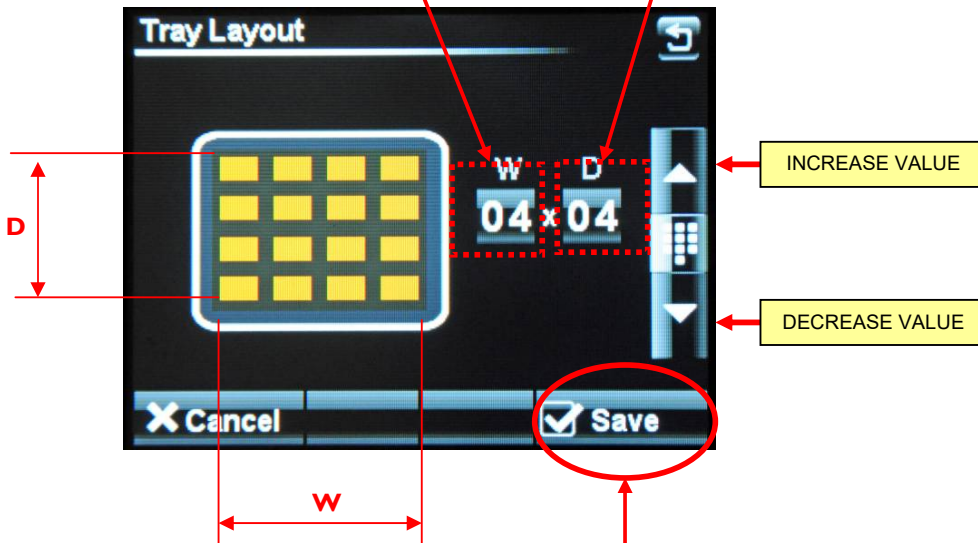 Tray Layout
INCREASE VALUE
W D
D
04 x 04
DECREASE VALUE
Cancel
Save
W